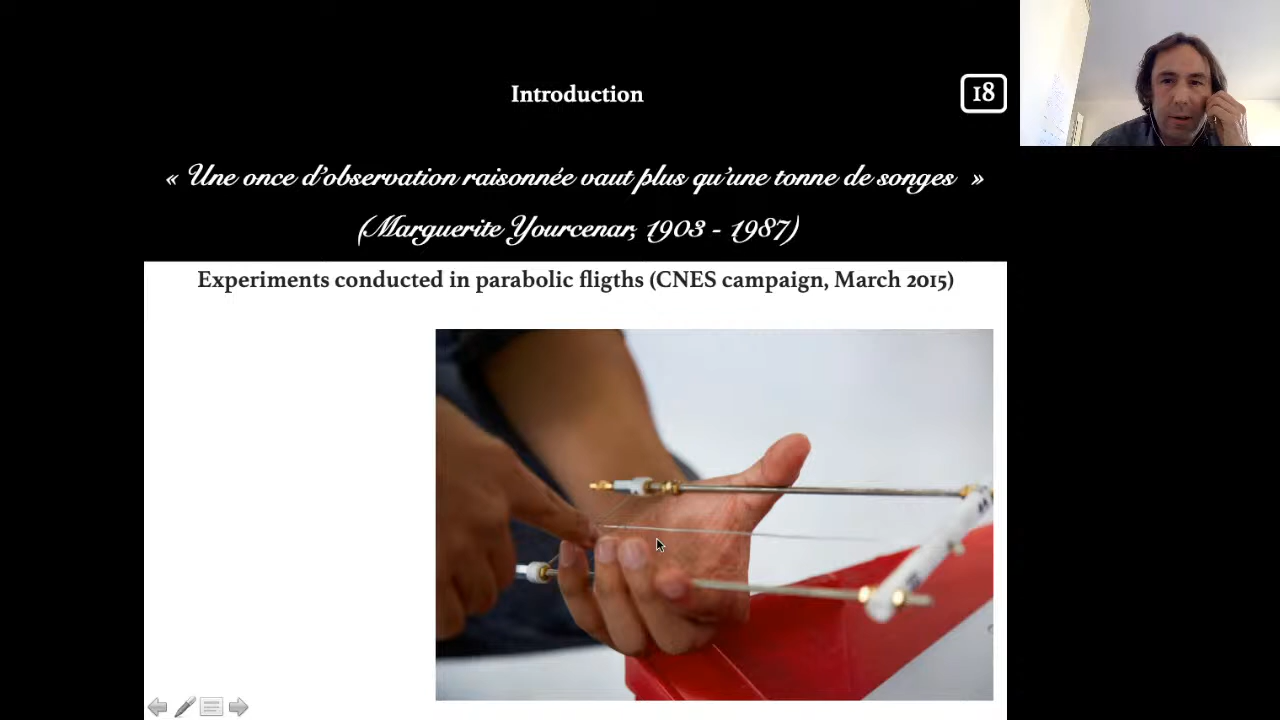 Introduction
18
« Une once d'observation raisonnée vaut plus qu'une tonne de songes »
(Marguerite Yourcenar, 1903 - 1987)
Experiments conducted in parabolic fligths (CNES campaign, March 2015)